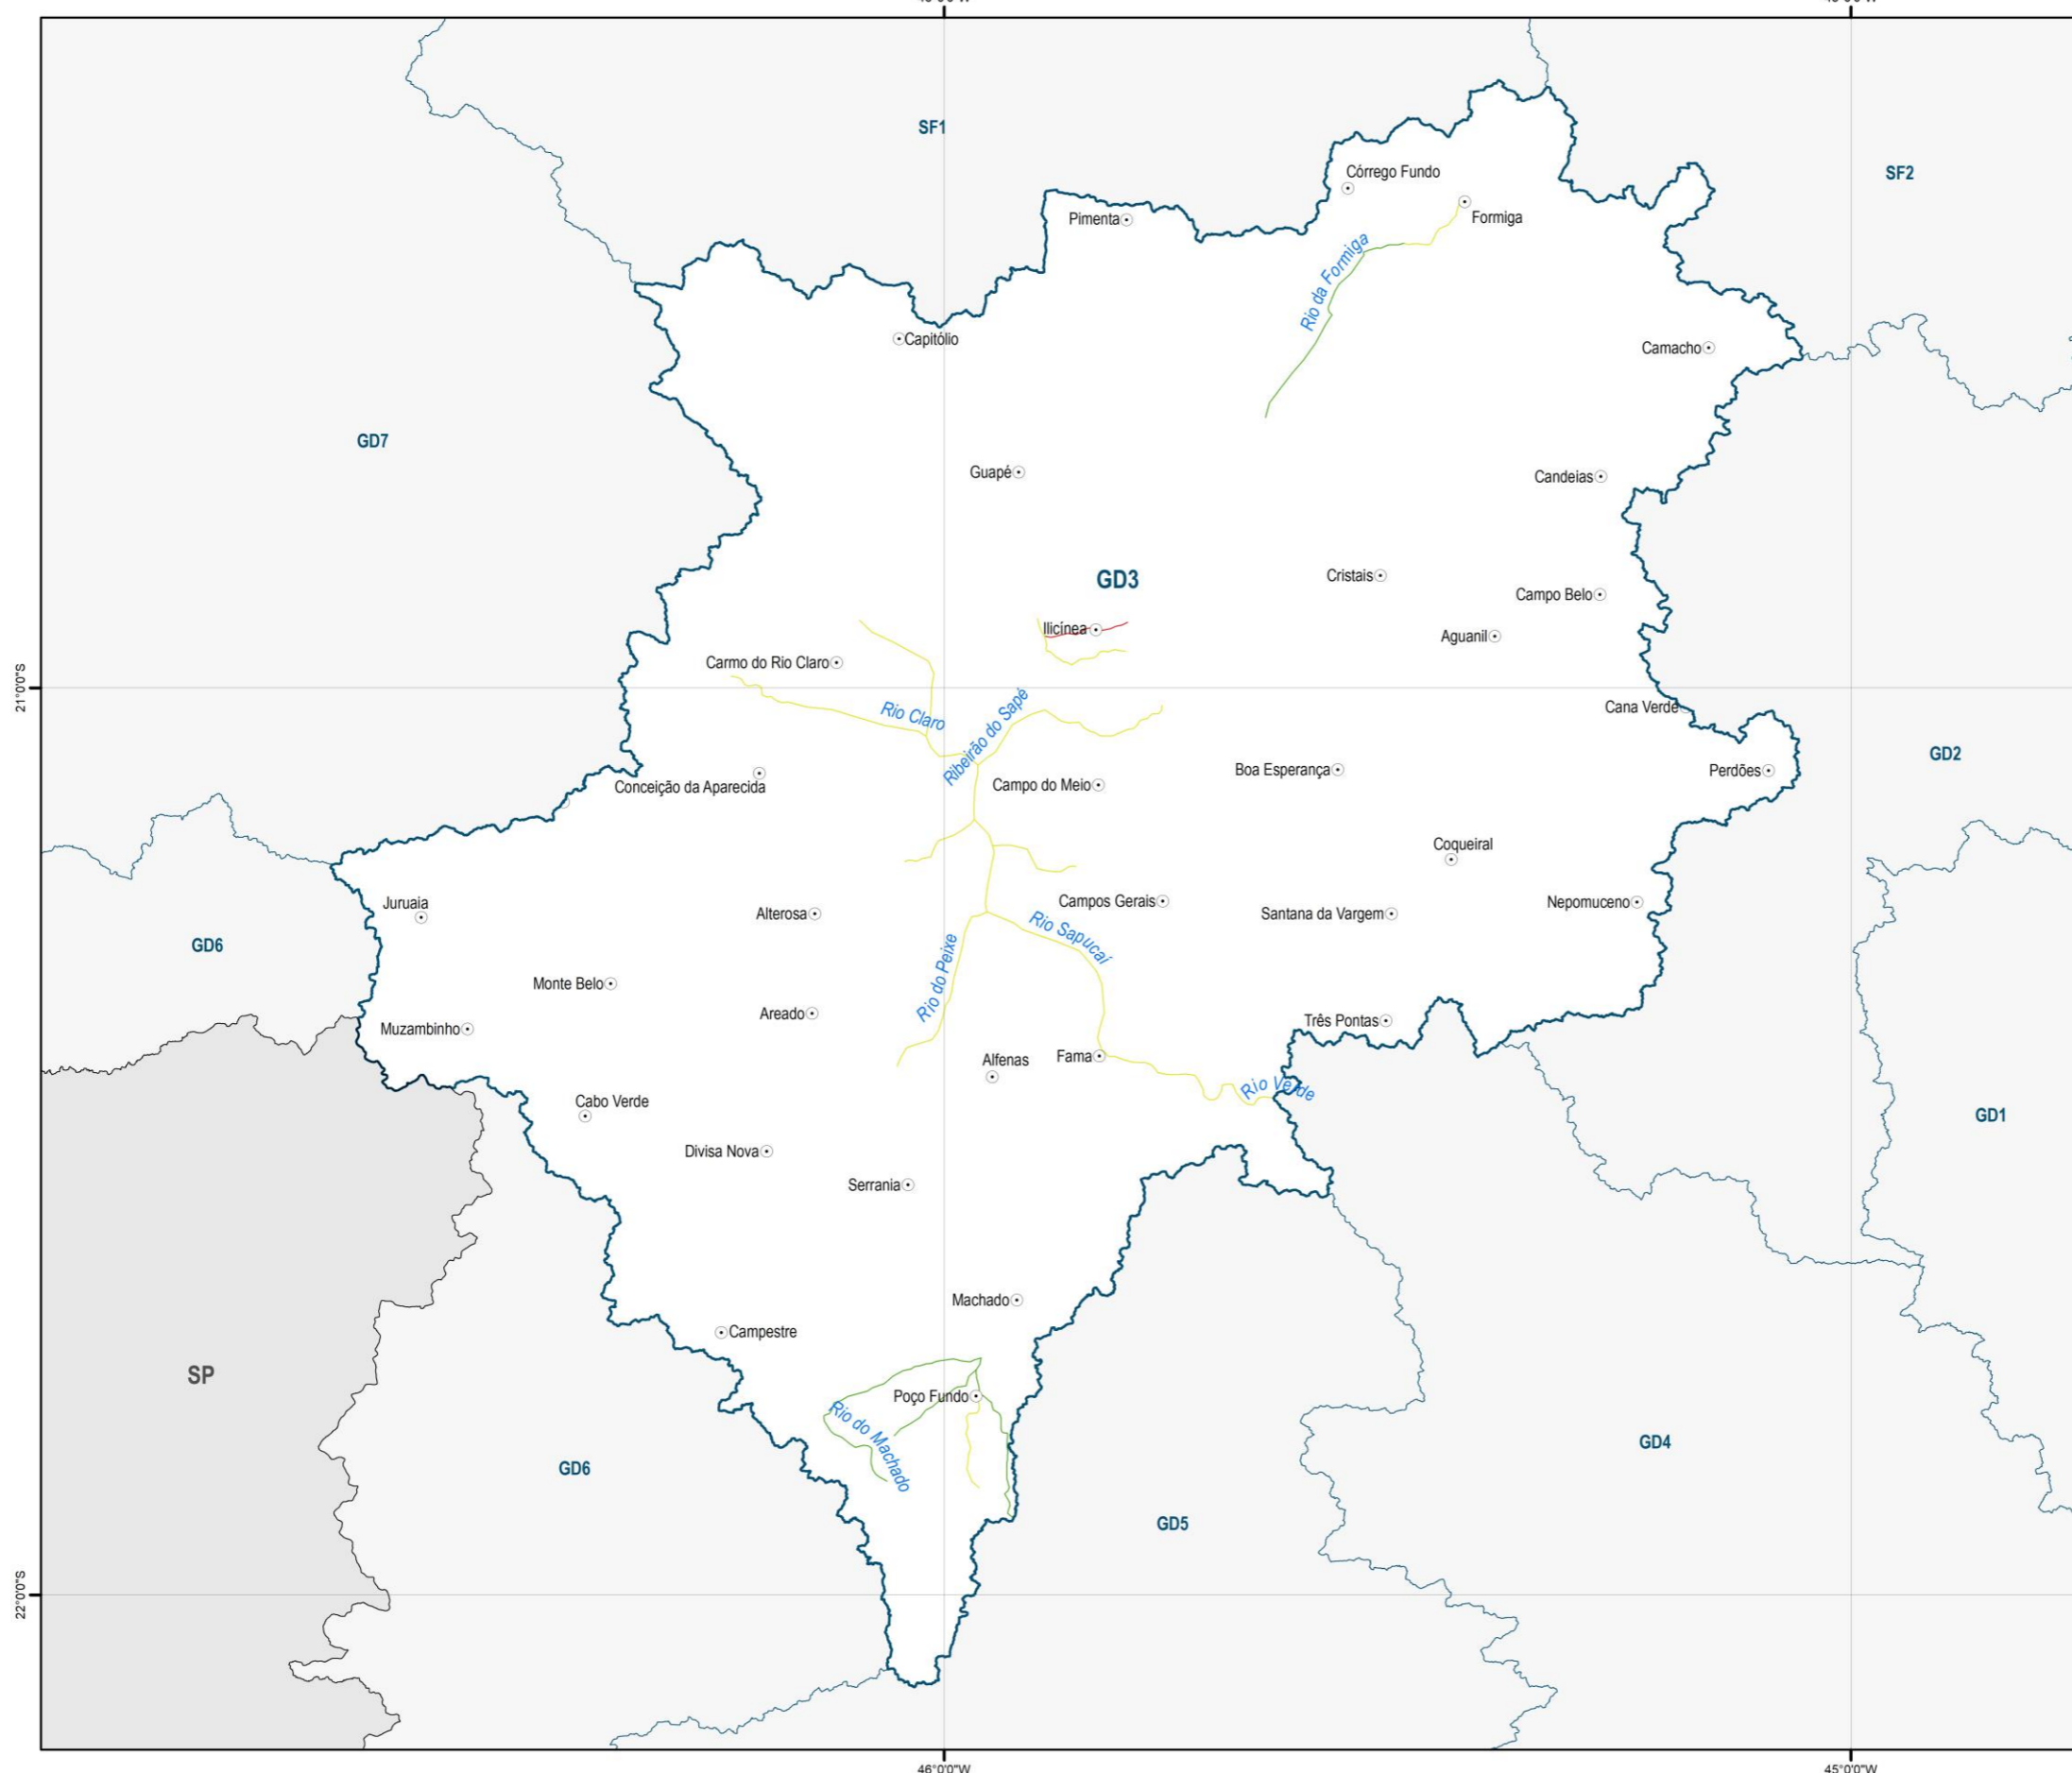 SF1
SF2
Córrego Fundo
Formiga
Pimenta
Rio da Formiga
Capitólio
Camacho
GD7
Guapé
Candeias
GD3
Cristais
Campo Belo
Ilicínea
Aguanil
Carmo do Rio Claro
21°0'0"S
Rio Claro
Ribeirão do Sapé
Cana Verde
GD2
Conceição da Aparecida
Campo do Meio
Boa Esperança
Perdões
Coqueiral
Juruaia
Alterosa
Campos Gerais
Santana da Vargem
Nepomuceno
GD6
Rio do Peixe
Rio Sapucaí
Monte Belo
Areado
Muzambinho
Três Pontas
Alfenas
Fama
Rio Verde
Cabo Verde
GD1
Divisa Nova
Serrania
Machado
Campestre
SP
Poço Fundo
Rio do Machado
GD4
GD6
GD5
22°0'0"S
46°0'0"W
45°0'0"W